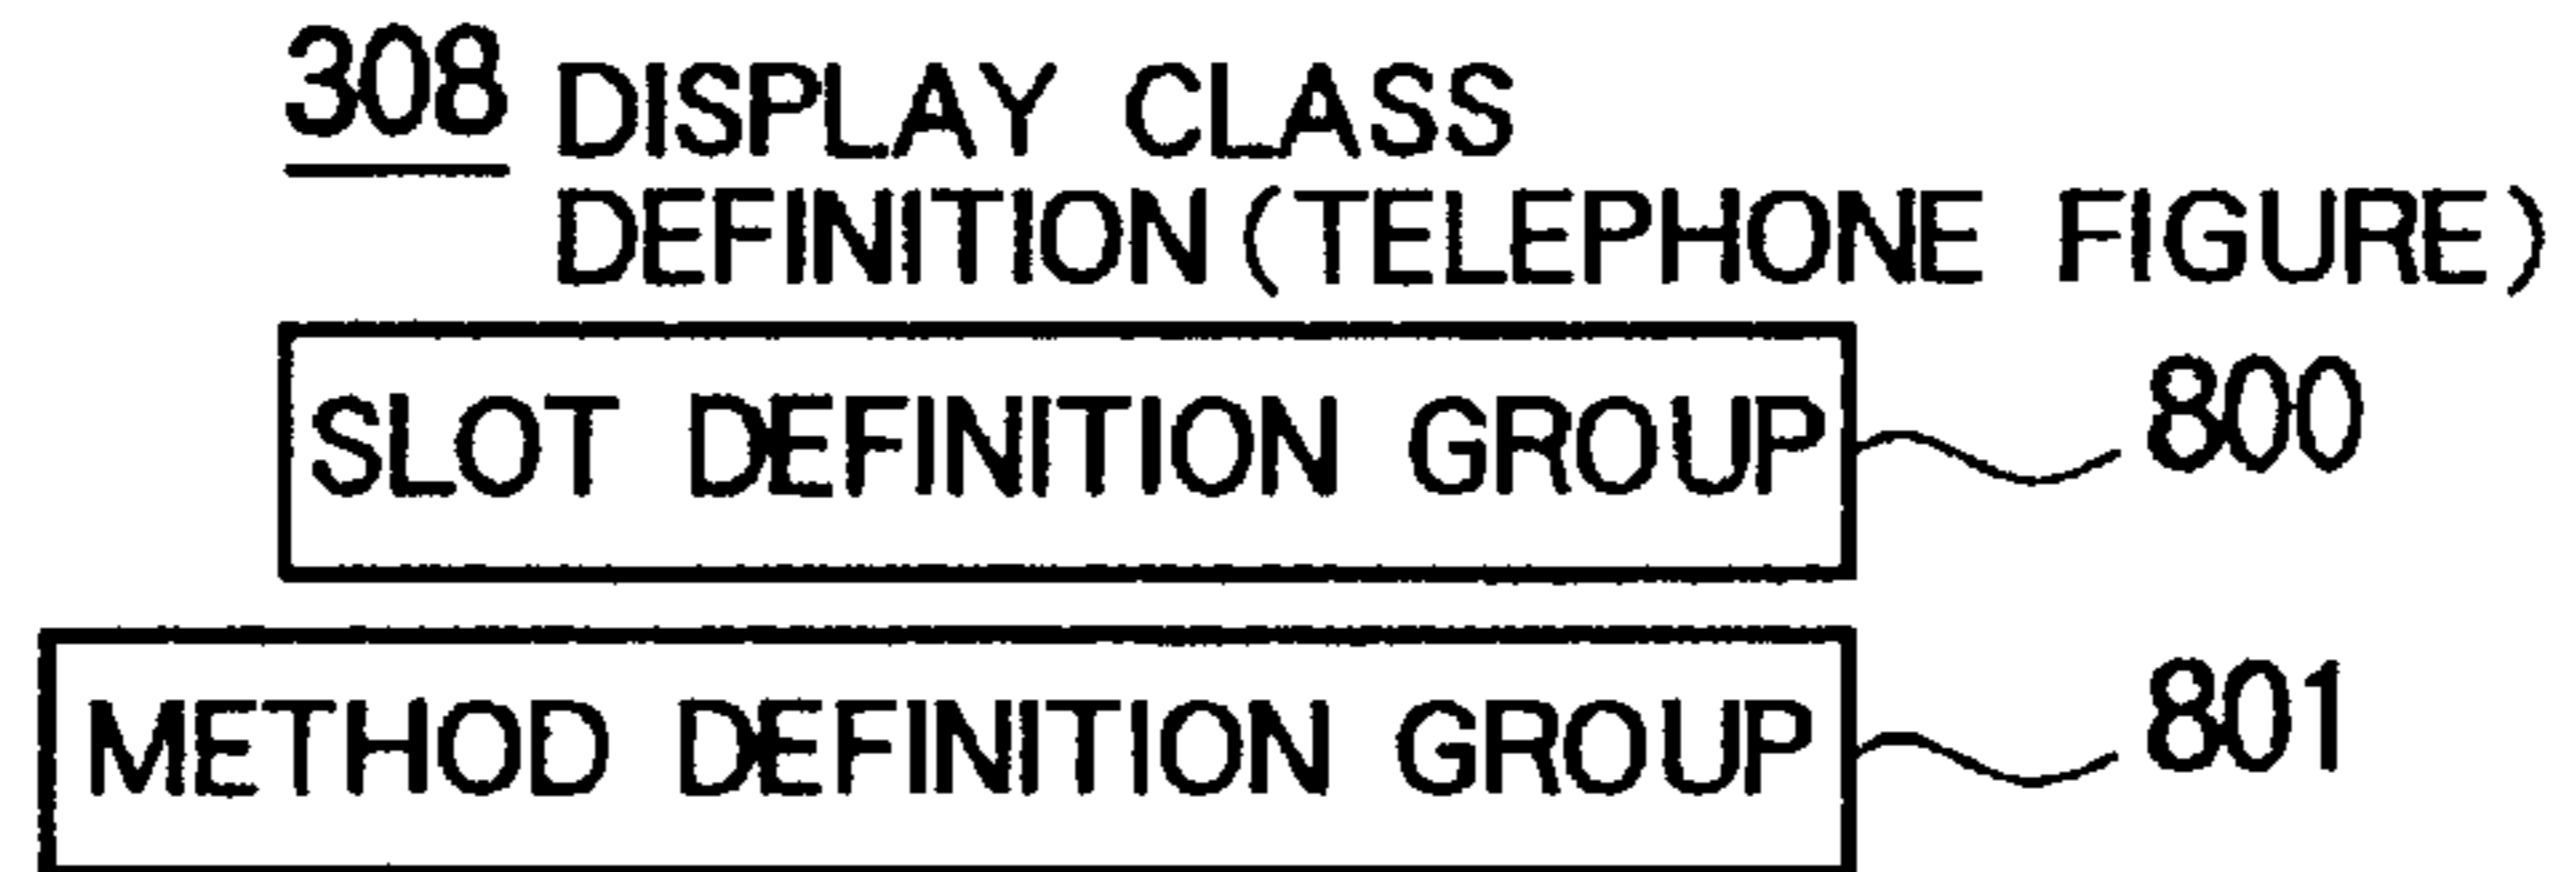 308 DISPLAY CLASS
DEFINITION (TELEPHONE FIGURE)
SLOT DEFINITION GROUP 800
METHOD DEFINITION GROUP 801